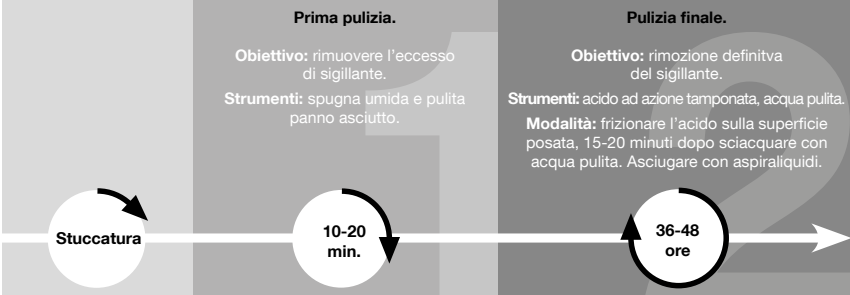 Prima pulizia.
Obiettivo: rimuovere l'eccesso
di sigillante.
Strumenti: spugna umida e pulita
panno asciutto.
1
Pulizia finale.
Obiettivo: rimozione definitva
del sigillante.
Strumenti: acido ad azione tamponata, acqua pulita.
Modalità: frizionare l'acido sulla superficie
posata, 15-20 minuti dopo sciacquare con
acqua pulita. Asciugare con aspiraliquidi.
2
Stuccatura
10-20
min.
36-48
ore